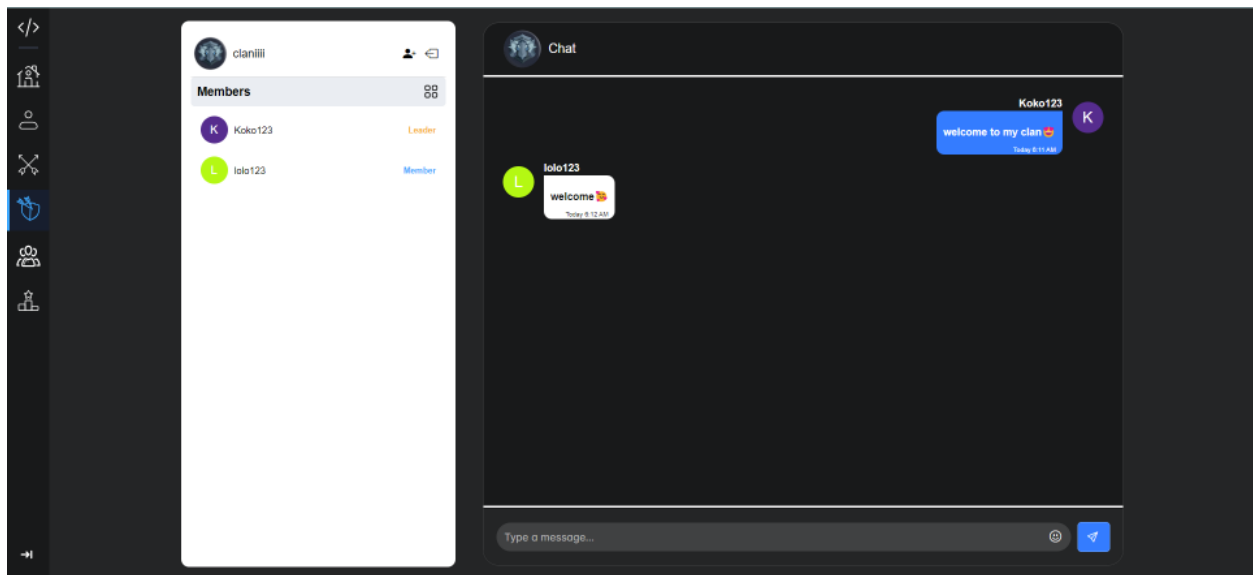 </>
claniiii
Members
K
Koko123
Leader
L
lolo123
Member
Chat
Koko123
K
welcome to my clan😍
Today 6:11 AM
lolo123
L
welcome🥰
Today 6:12 AM
Type a message...